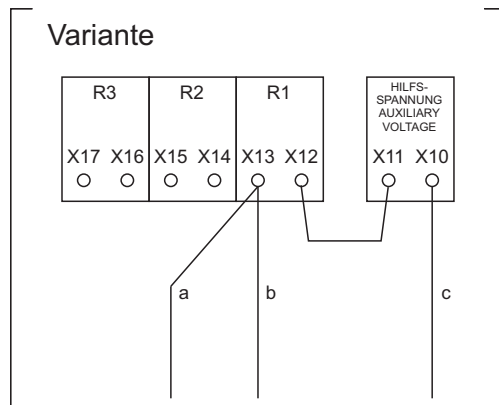 Variante
R3 R2 R1
HILFS-
SPANNUNG
AUXILIARY
VOLTAGE
X17 X16 X15 X14 X13 X12 X11 X10
a b c